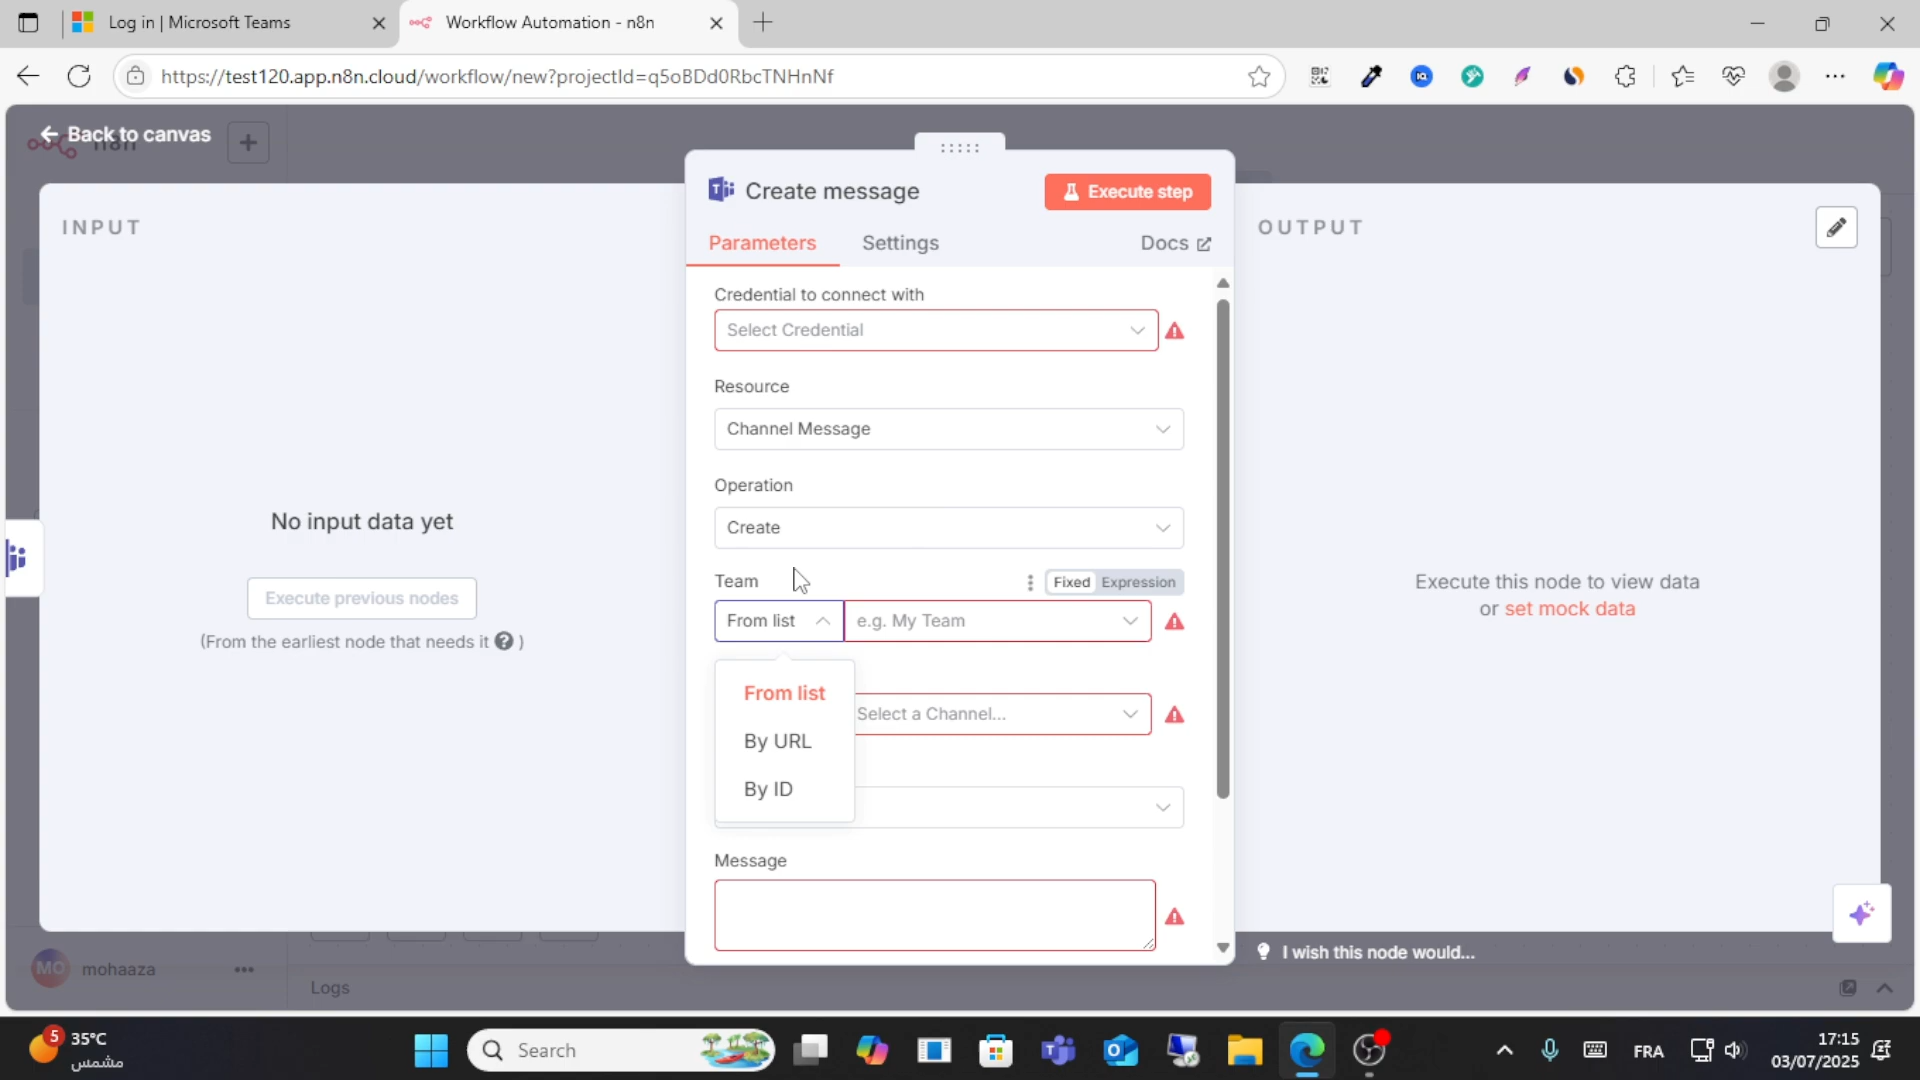 Log in | Microsoft Teams
Workflow Automation - n8n
https://test120.app.n8n.cloud/workflow/new?projectId=q5oBDd0RbcTNHnNf
Back to canvas
n8n
Create message
Execute step
INPUT
OUTPUT
Parameters
Settings
Docs
Credential to connect with
Select Credential
Resource
Channel Message
Operation
Create
No input data yet
Execute previous nodes
(From the earliest node that needs it ? )
Team
Fixed
Expression
From list
e.g. My Team
From list
By URL
By ID
Select a Channel...
Execute this node to view data
or set mock data
Message
I wish this node would...
MO
mohaaza
Logs
5
35°C
مشمس
Search
FRA
17:15
03/07/2025